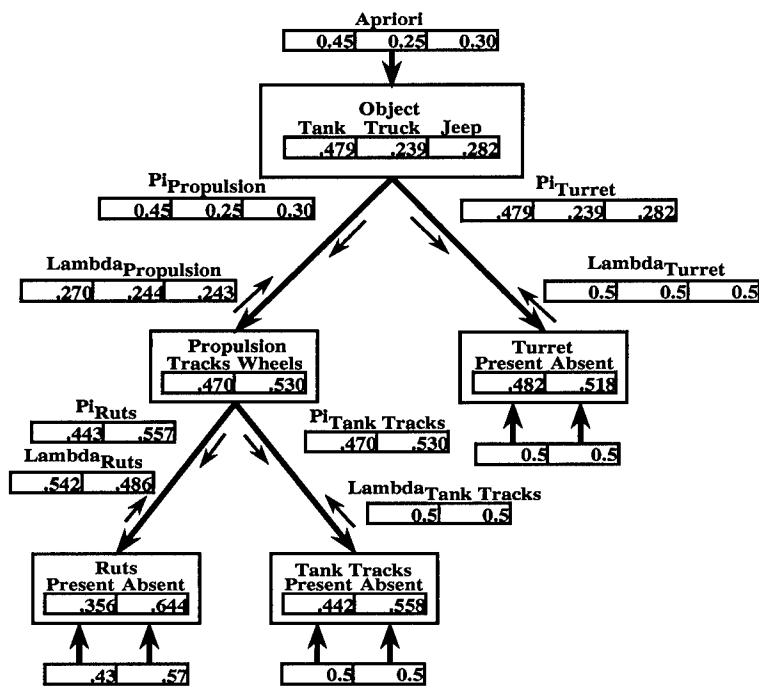 Apriori
0.45 0.25 0.30
Object
Tank Truck Jeep
.479 .239 .282
PiPropulsion
0.45 0.25 0.30
PiTurret
.479 .239 .282
LambdaPropulsion
.270 .244 .243
LambdaTurret
0.5 0.5 0.5
Propulsion
Tracks Wheels
.470 .530
Turret
Present Absent
.482 .518
PiRuts
.443 .557
PiTank Tracks
.470 .530
0.5 0.5
LambdaRuts
.542 .486
LambdaTank Tracks
0.5 0.5
Ruts
Present Absent
.356 .644
Tank Tracks
Present Absent
.442 .558
.43 .57
0.5 0.5